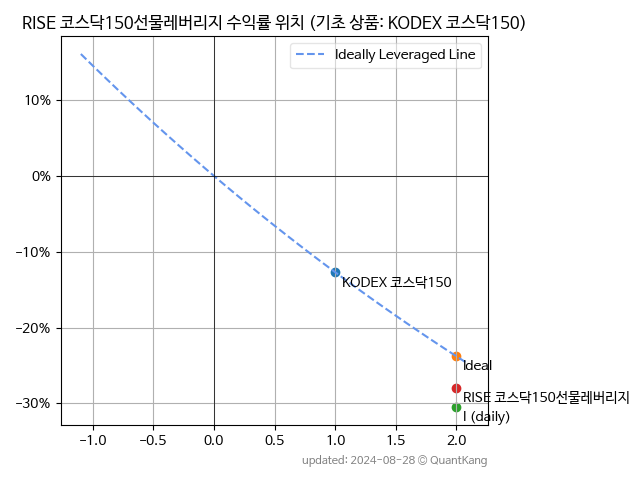 RISE 코스닥150선물레버리지 수익률 위치 (기초 상품: KODEX 코스닥150)
Ideally Leveraged Line
10%
0%
−10%
−20%
−30%
KODEX 코스닥150
Ideal
RISE 코스닥150선물레버리지
I (daily)
−1.0 −0.5 0.0 0.5 1.0 1.5 2.0
updated: 2024-08-28 © QuantKang